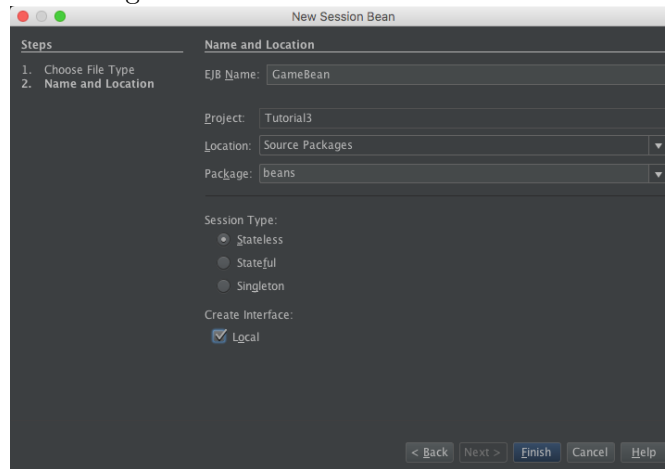 New Session Bean
Steps
1. Choose File Type
2. Name and Location
Name and Location
EJB Name: GameBean
Project: Tutorial3
Location: Source Packages
Package: beans
Session Type:
Stateless
Stateful
Singleton
Create Interface:
Local
< Back Next > Finish Cancel Help